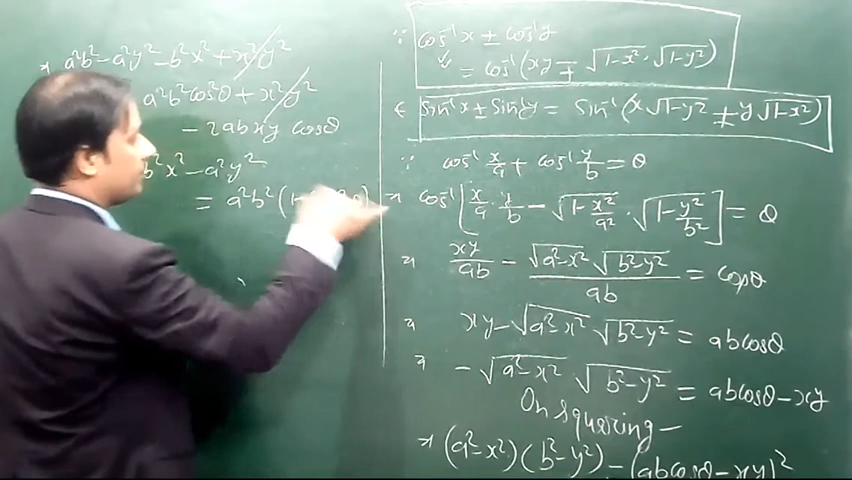 ⇒ a²b² - a²y² - b²x² + x²y²
a²b² cos²θ + x²y²
- 2abxy cosθ
b²x² - a²y²
= a²b² (1-
∵ cos⁻¹x ± cos⁻¹y
= cos⁻¹(xy ∓ √1-x² · √1-y²)
& sin⁻¹x ± sin⁻¹y = sin⁻¹(x√1-y² ∓ y√1-x²)
∵ cos⁻¹ x/a + cos⁻¹ y/b = θ
⇒ cos⁻¹[x/a · y/b - √1-x²/a² · √1-y²/b²] = θ
⇒ xy/ab - √a²-x² √b²-y²/ab = cosθ
⇒ xy - √a²-x² √b²-y² = ab cosθ
⇒ - √a²-x² · √b²-y² = ab cosθ - xy
On squaring -
⇒ (a²-x²)(b²-y²) = (ab cosθ - xy)²